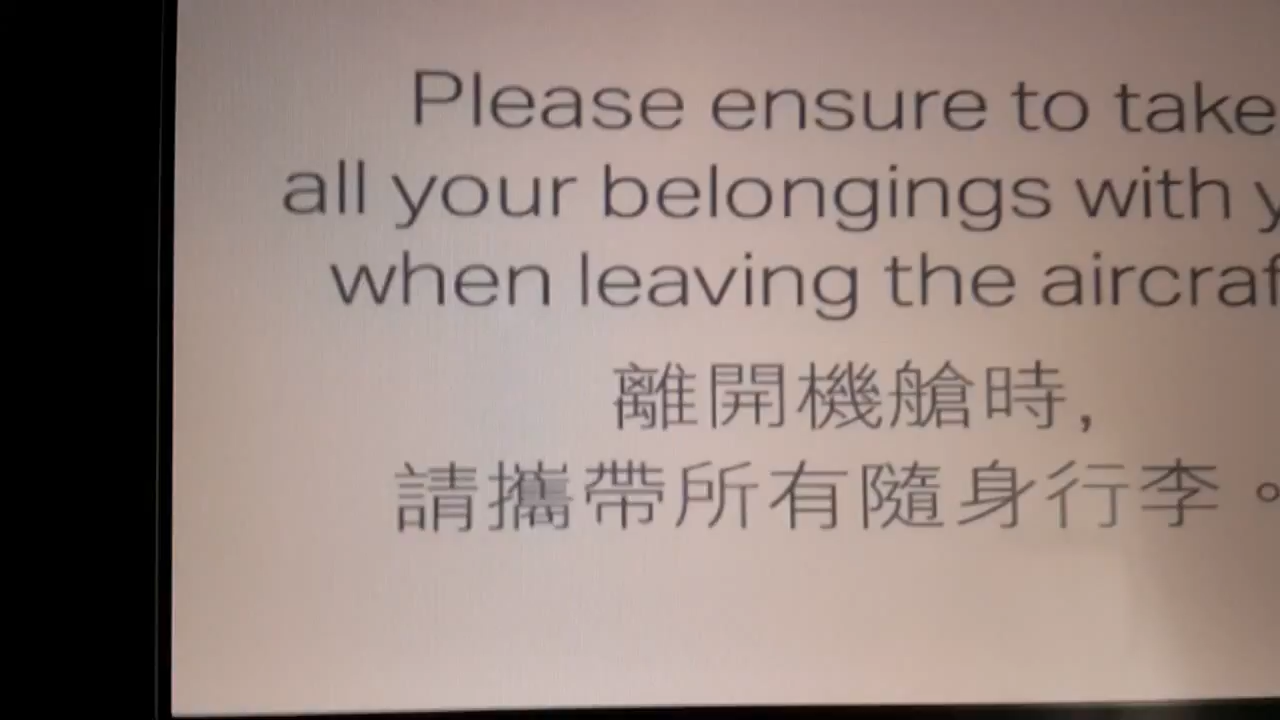 Please ensure to take
all your belongings with y
when leaving the aircraf
離開機艙時,
請攜帶所有隨身行李。